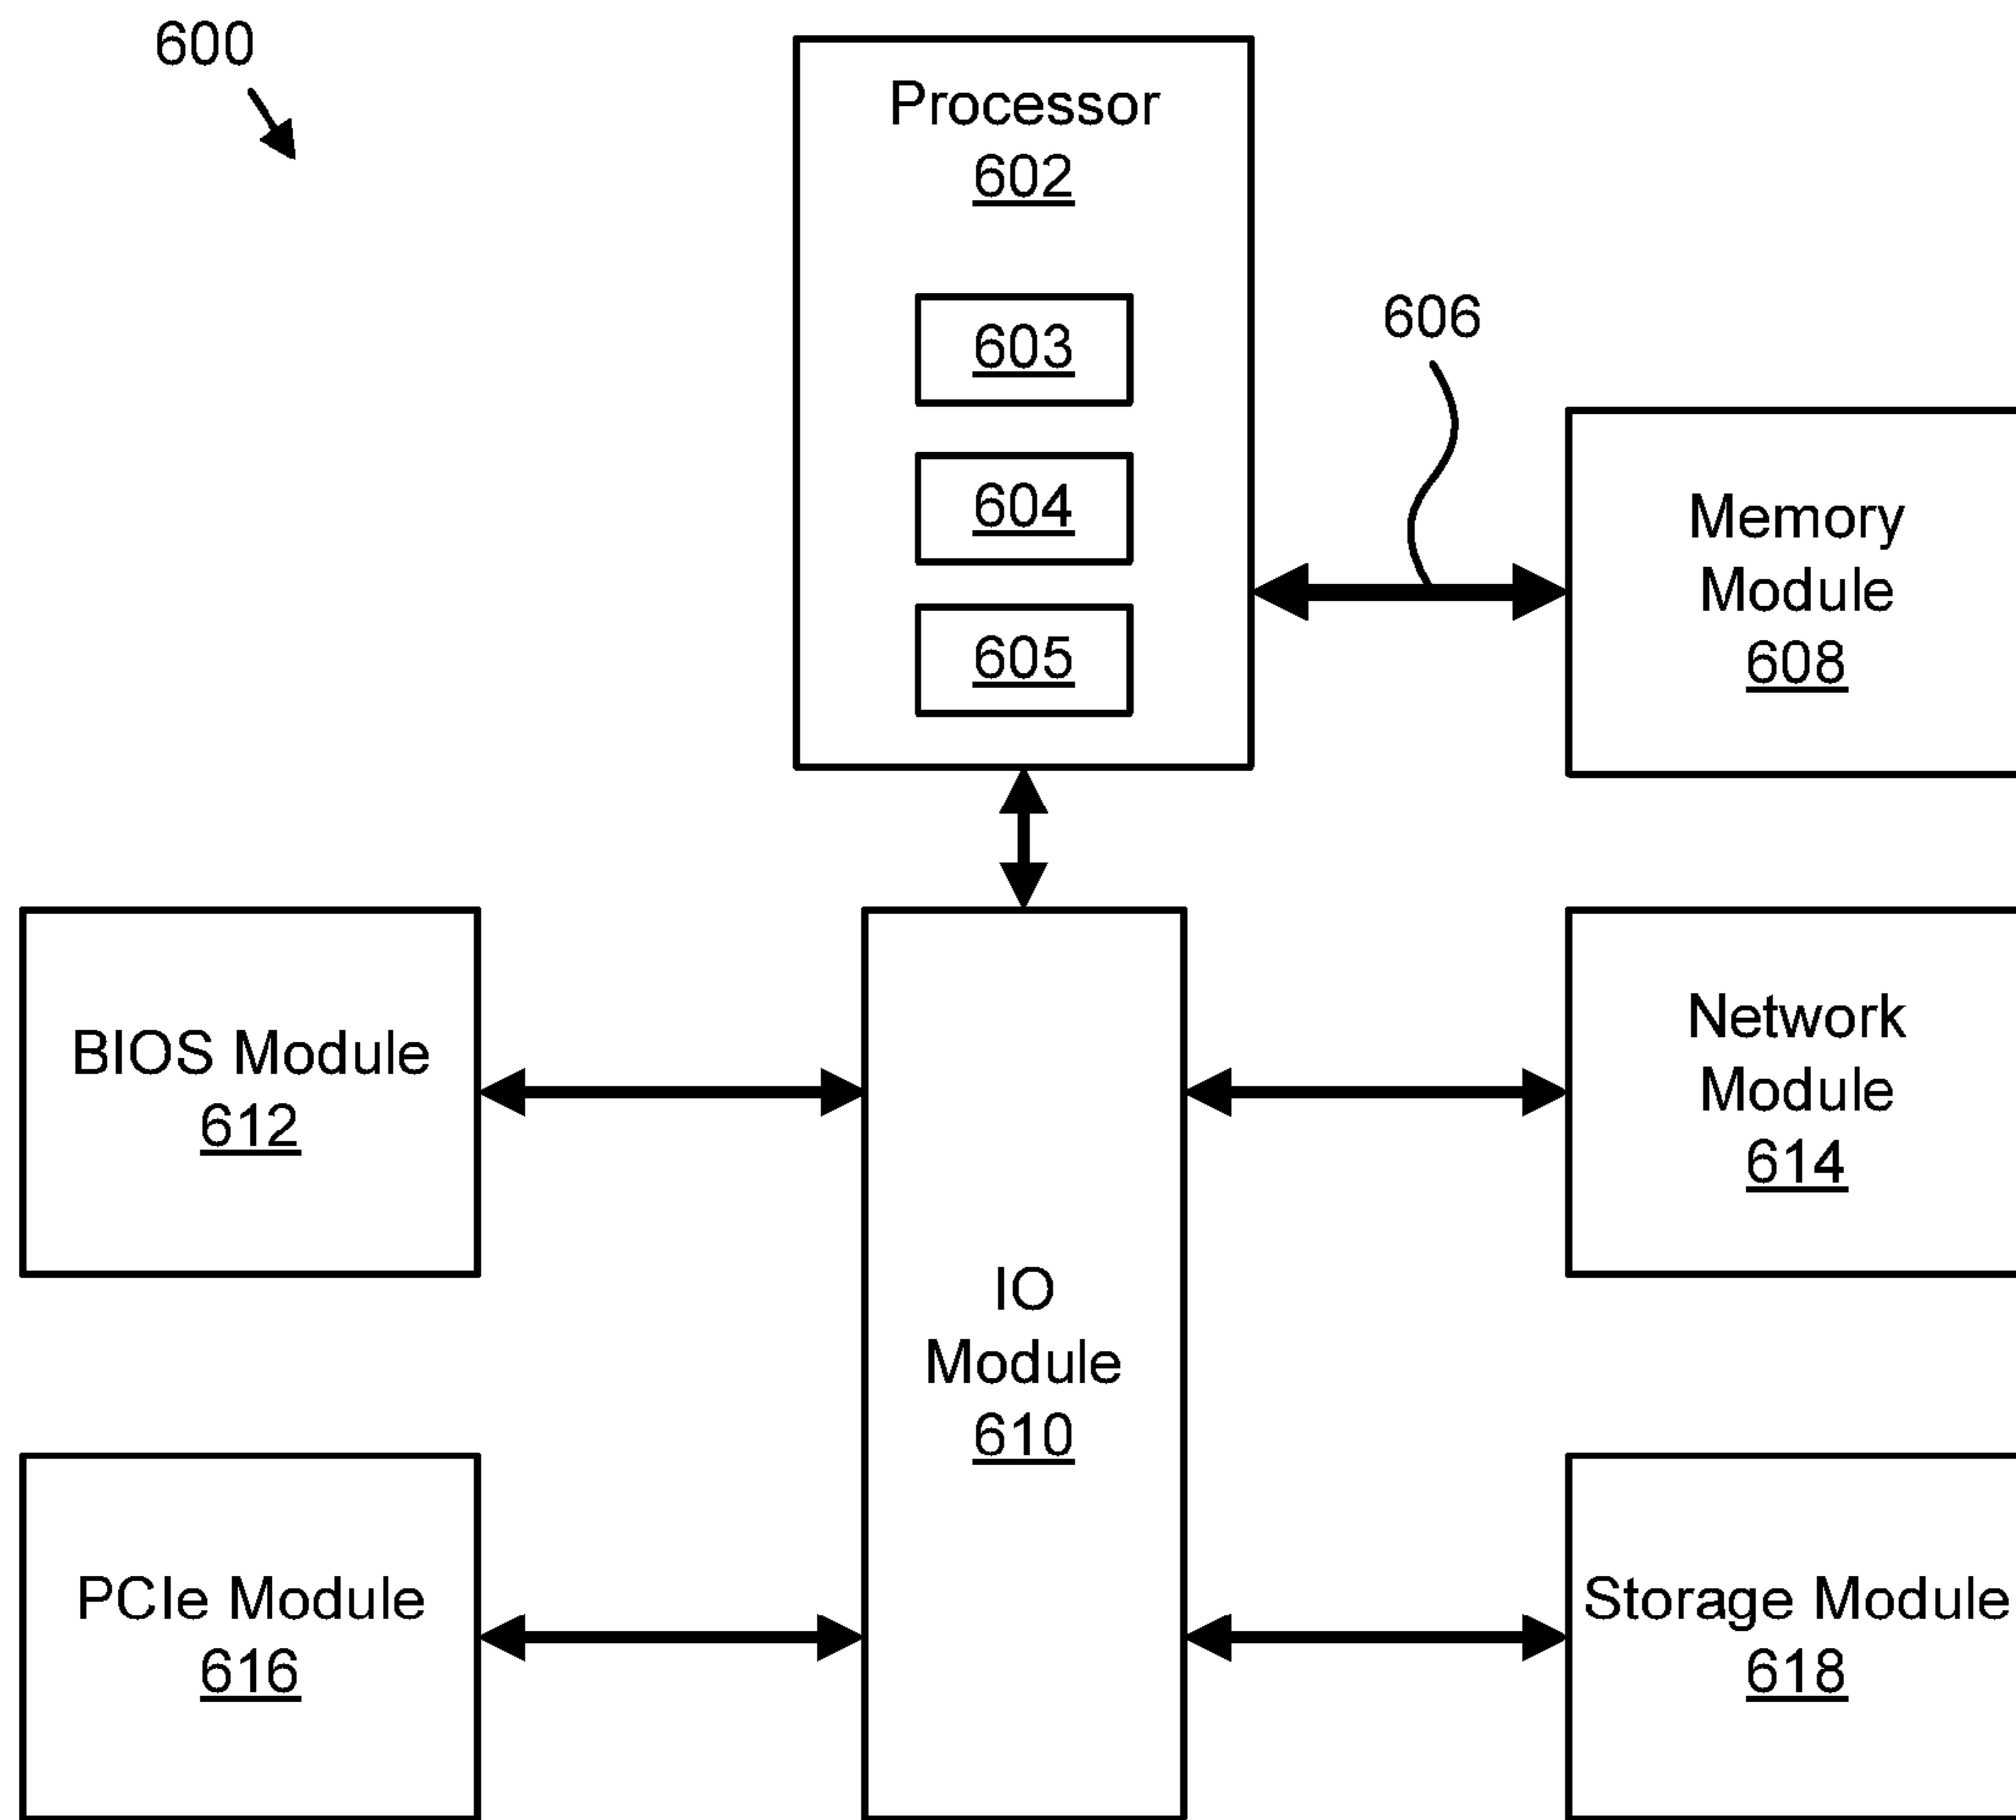 600
Processor
602
603
604
605
606
Memory
Module
608
BIOS Module
612
IO
Module
610
Network
Module
614
PCIe Module
616
Storage Module
618